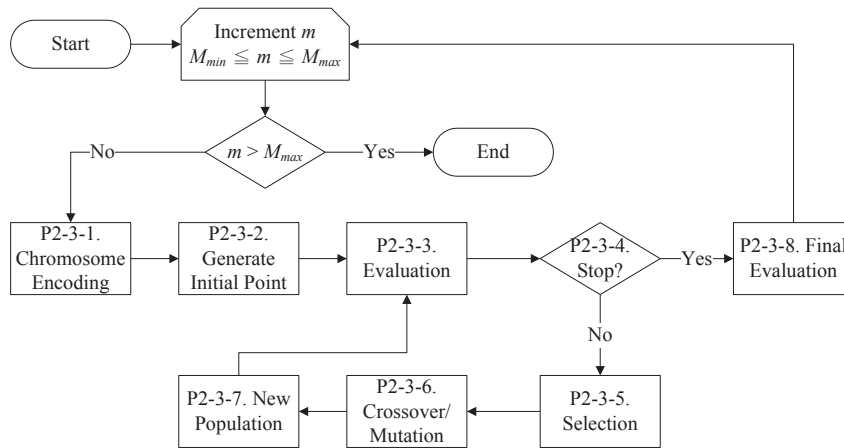 Start
Increment m
M_min ≦ m ≦ M_max
m > M_max
No
Yes
End
P2-3-1.
Chromosome
Encoding
P2-3-2.
Generate
Initial Point
P2-3-3.
Evaluation
P2-3-4.
Stop?
Yes
P2-3-8. Final
Evaluation
No
P2-3-7. New
Population
P2-3-6.
Crossover/
Mutation
P2-3-5.
Selection